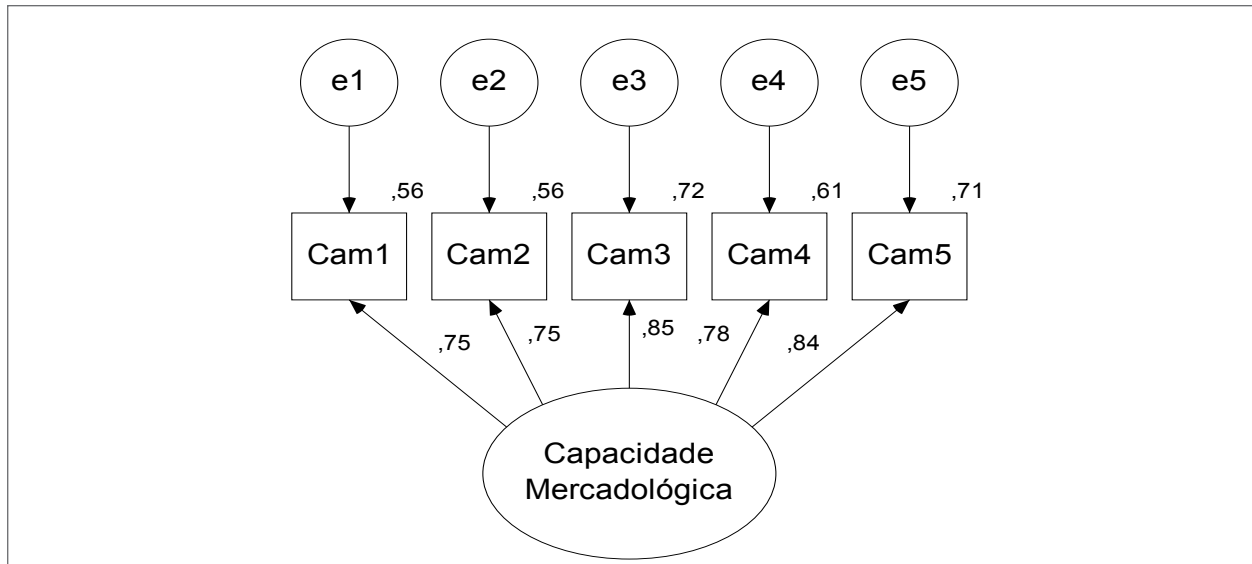 e1 e2 e3 e4 e5
,56 ,56 ,72 ,61 ,71
Cam1 Cam2 Cam3 Cam4 Cam5
,75 ,75 ,85 ,78 ,84
Capacidade
Mercadológica